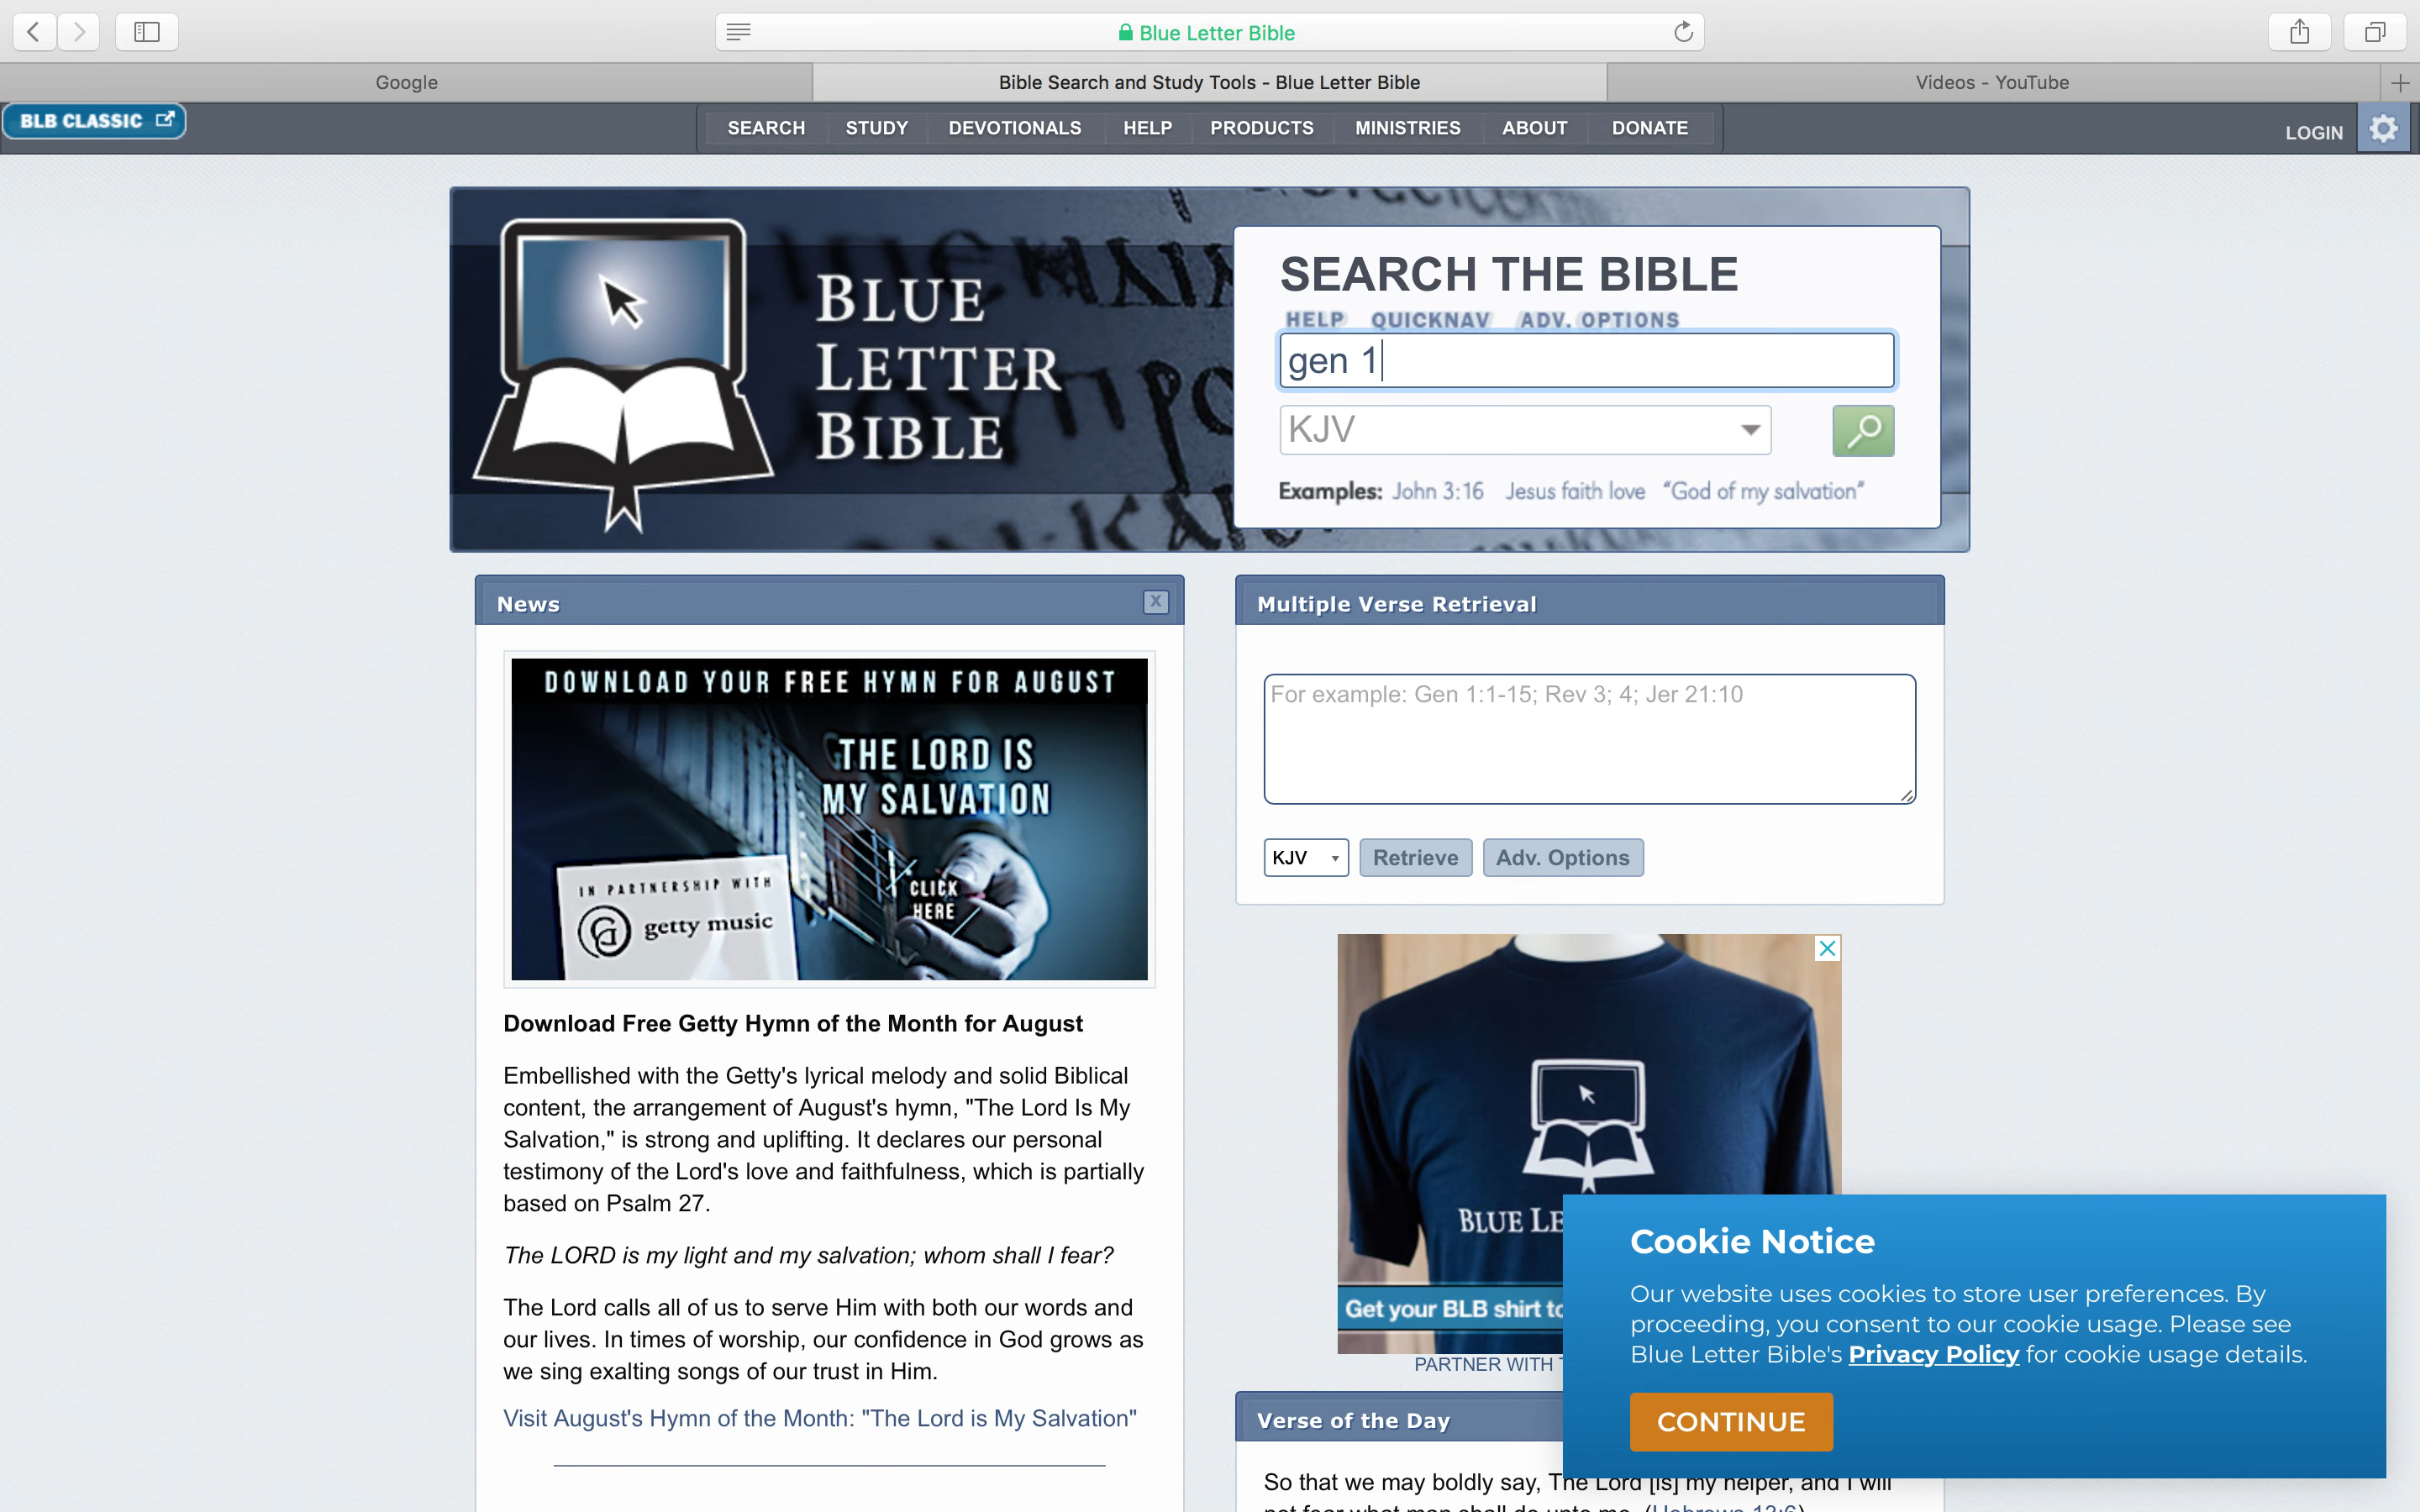 Blue Letter Bible
Google
Bible Search and Study Tools - Blue Letter Bible
Videos - YouTube
BLB CLASSIC
SEARCH STUDY DEVOTIONALS HELP PRODUCTS MINISTRIES ABOUT DONATE
LOGIN
BLUE
LETTER
BIBLE
SEARCH THE BIBLE
HELP QUICKNAV ADV. OPTIONS
gen 1
KJV
Examples: John 3:16 Jesus faith love “God of my salvation”
News
X
DOWNLOAD YOUR FREE HYMN FOR AUGUST
THE LORD IS
MY SALVATION
CLICK
HERE
IN PARTNERSHIP WITH
getty music
Download Free Getty Hymn of the Month for August
Embellished with the Getty's lyrical melody and solid Biblical
content, the arrangement of August's hymn, "The Lord Is My
Salvation," is strong and uplifting. It declares our personal
testimony of the Lord's love and faithfulness, which is partially
based on Psalm 27.
The LORD is my light and my salvation; whom shall I fear?
The Lord calls all of us to serve Him with both our words and
our lives. In times of worship, our confidence in God grows as
we sing exalting songs of our trust in Him.
Visit August's Hymn of the Month: "The Lord is My Salvation"
Multiple Verse Retrieval
For example: Gen 1:1-15; Rev 3; 4; Jer 21:10
KJV Retrieve Adv. Options
BLUE LE
Get your BLB shirt
PARTNER WITH
Verse of the Day
So that we may boldly say, The Lord [is] my helper, and I will
not fear what man shall do unto me. (Hebrews 13:6)
Cookie Notice
Our website uses cookies to store user preferences. By
proceeding, you consent to our cookie usage. Please see
Blue Letter Bible's Privacy Policy for cookie usage details.
CONTINUE